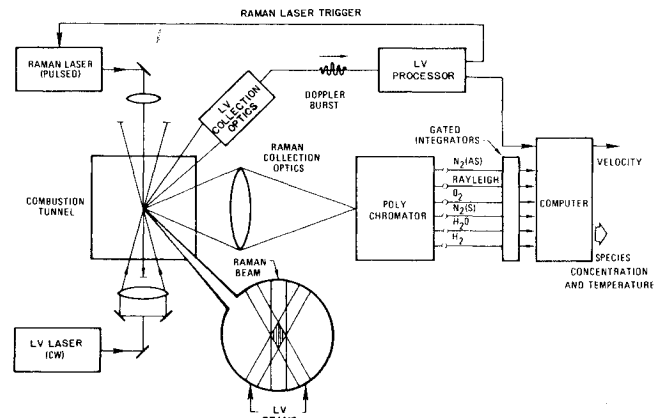 RAMAN LASER TRIGGER
RAMAN LASER
(PULSED)
LV
PROCESSOR
DOPPLER
BURST
LV
COLLECTION
OPTICS
GATED
INTEGRATORS
RAMAN
COLLECTION
OPTICS
COMBUSTION
TUNNEL
POLY
CHROMATOR
N₂(AS)
RAYLEIGH
O₂
N₂(S)
H₂O
H₂
COMPUTER
VELOCITY
SPECIES
CONCENTRATION
AND TEMPERATURE
RAMAN
BEAM
LV LASER
(CW)
LV